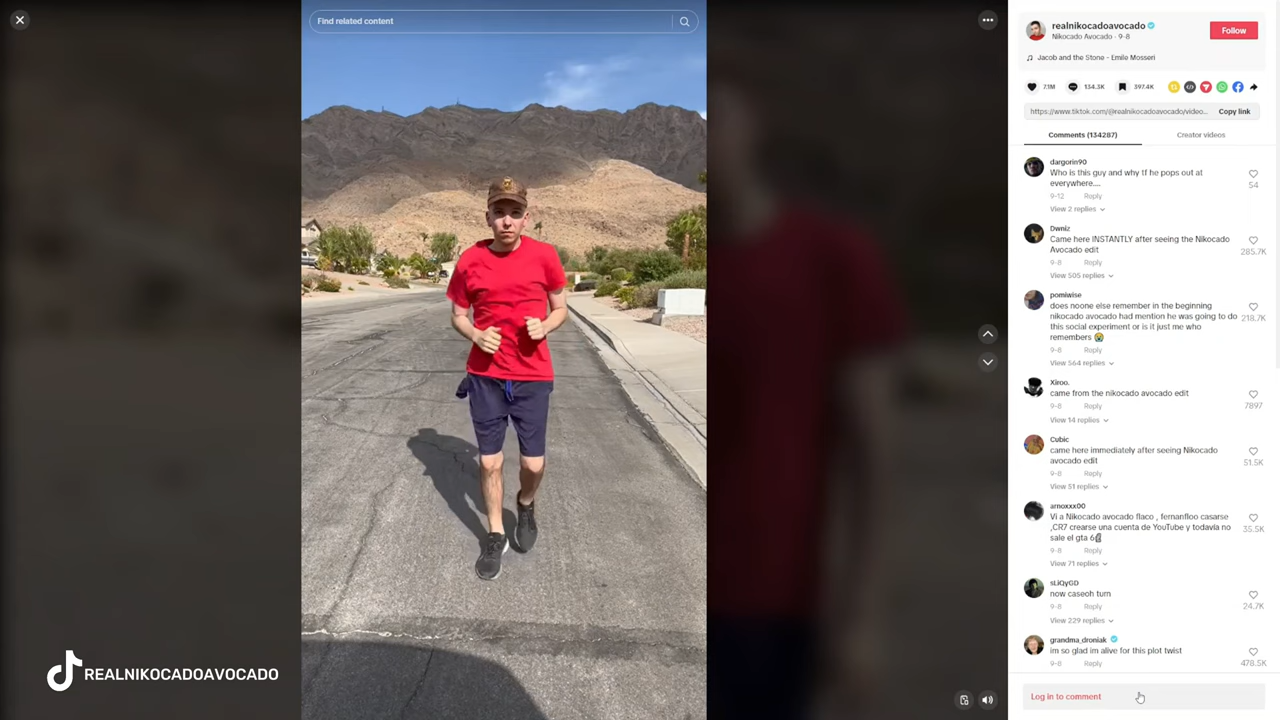 Find related content
realnikocadoavocado
Nikocado Avocado · 9-8
Follow
Jacob and the Stone - Emile Mosseri
7.1M
134.3K
397.4K
https://www.tiktok.com/@realnikocadoavocado/video...
Copy link
Comments (134287)
Creator videos
dargorin90
Who is this guy and why tf he pops out at
everywhere....
54
9-12 Reply
View 2 replies
Dwniz
Came here INSTANTLY after seeing the Nikocado
Avocado edit
285.7K
9-8 Reply
View 505 replies
pomiwise
does noone else remember in the beginning
nikocado avocado had mention he was going to do
this social experiment or is it just me who
remembers 😭
218.7K
9-8 Reply
View 564 replies
Xiroo.
came from the nikocado avocado edit
7897
9-8 Reply
View 14 replies
Cubic
came here immediately after seeing Nikocado
avocado edit
51.5K
9-8 Reply
View 51 replies
arnoxxx00
Vi a Nikocado avocado flaco , fernanfloo casarse
,CR7 crearse una cuenta de YouTube y todavía no
sale el gta 6🗿
35.5K
9-8 Reply
View 71 replies
sLiQyGD
now caseoh turn
24.7K
9-8 Reply
View 229 replies
grandma_droniak
im so glad im alive for this plot twist
478.5K
9-8 Reply
Log in to comment
REALNIKOCADOAVOCADO